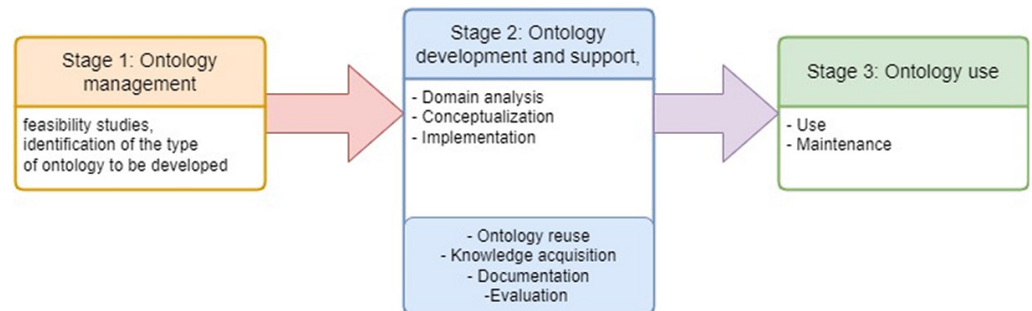 Stage 1: Ontology
management
feasibility studies,
identification of the type
of ontology to be developed
Stage 2: Ontology
development and support,
- Domain analysis
- Conceptualization
- Implementation
- Ontology reuse
- Knowledge acquisition
- Documentation
-Evaluation
Stage 3: Ontology use
- Use
- Maintenance